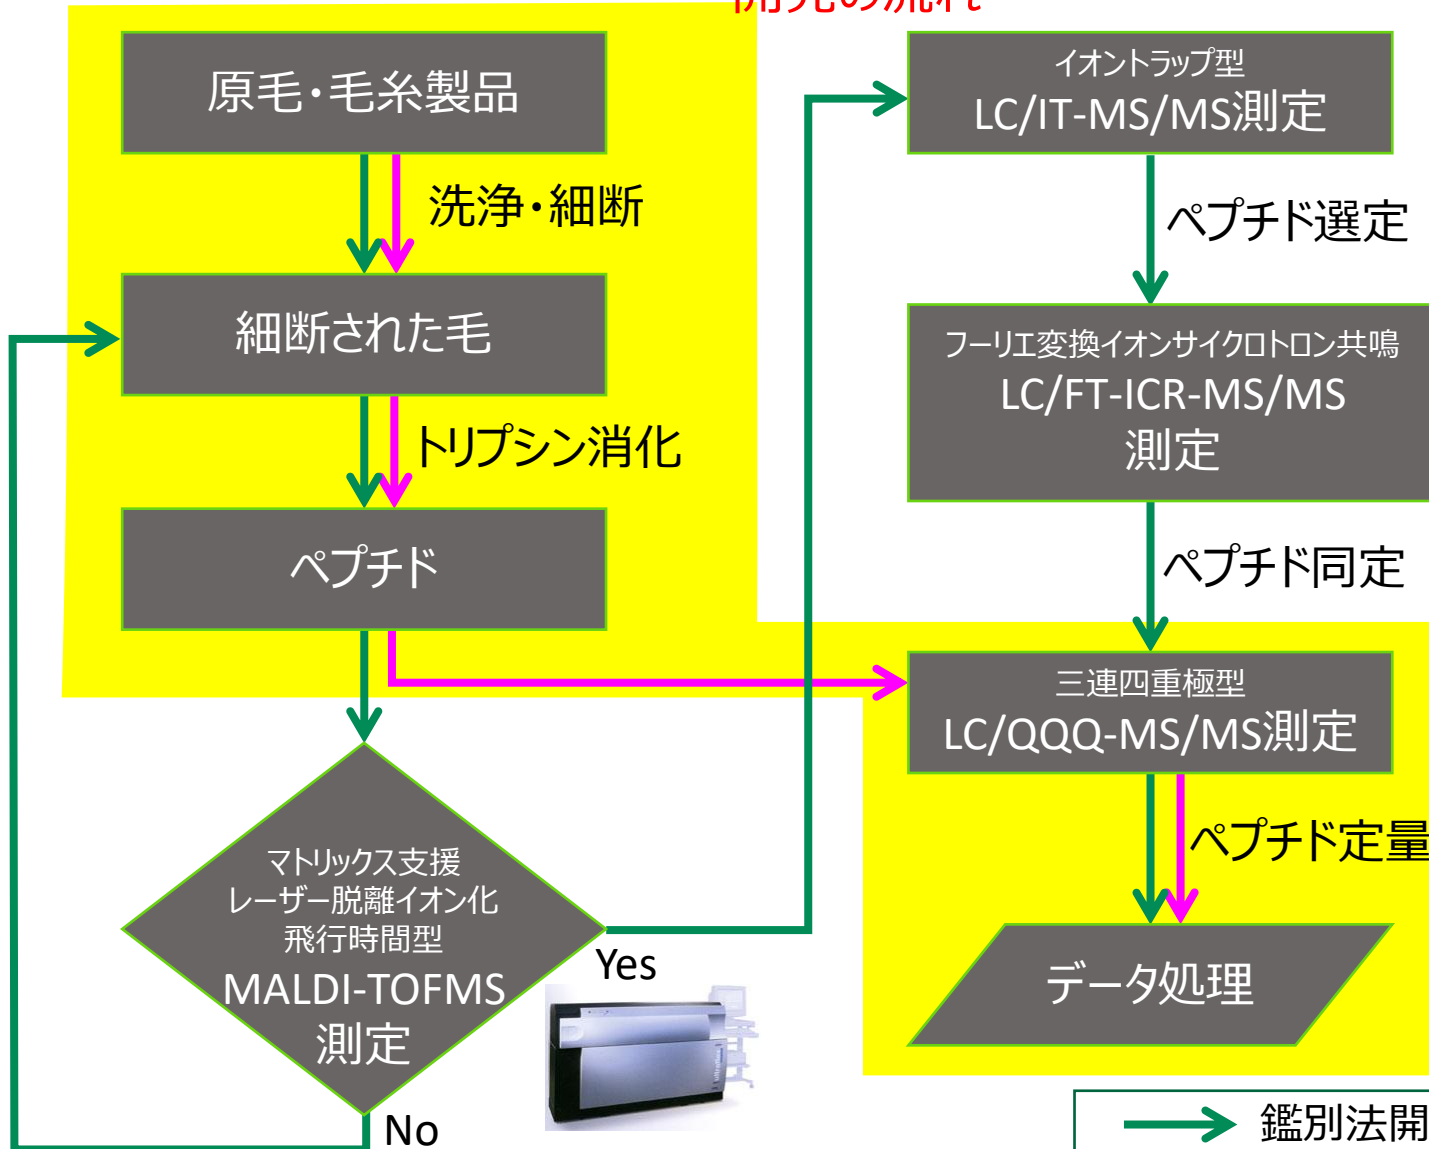 原毛・毛糸製品
洗浄・細断
細断された毛
トリプシン消化
ペプチド
マトリックス支援
レーザー脱離イオン化
飛行時間型
MALDI-TOFMS
測定
Yes
No
イオントラップ型
LC/IT-MS/MS測定
ペプチド選定
フーリエ変換イオンサイクロトロン共鳴
LC/FT-ICR-MS/MS
測定
ペプチド同定
三連四重極型
LC/QQQ-MS/MS測定
ペプチド定量
データ処理
鑑別法開